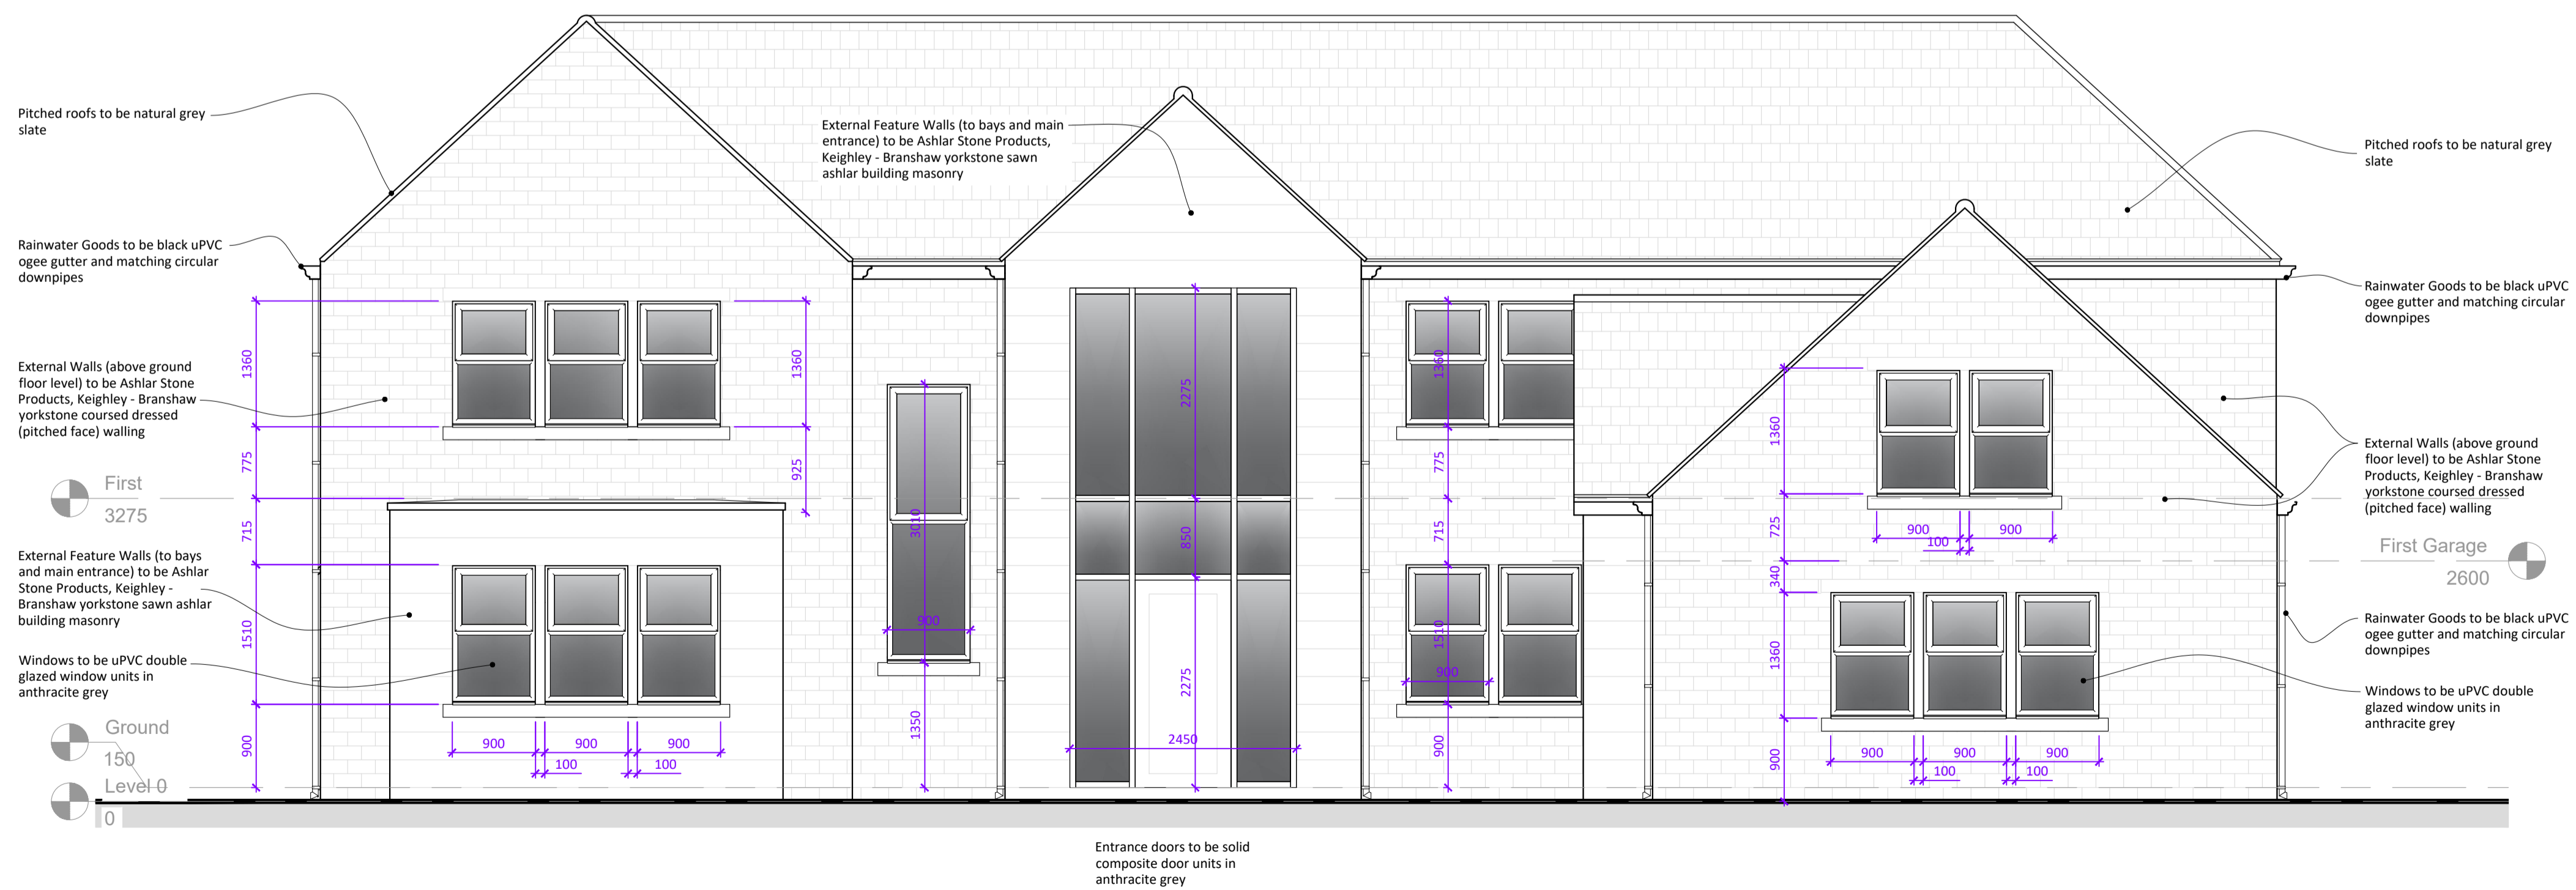 Pitched roofs to be natural grey
slate
Rainwater Goods to be black uPVC
ogee gutter and matching circular
downpipes
External Walls (above ground
floor level) to be Ashlar Stone
Products, Keighley - Branshaw
yorkstone coursed dressed
(pitched face) walling
First
3275
External Feature Walls (to bays
and main entrance) to be Ashlar
Stone Products, Keighley -
Branshaw yorkstone sawn ashlar
building masonry
Windows to be uPVC double
glazed window units in
anthracite grey
Ground
150
Level 0
0
1360
775
715
1510
900
1360
925
900
900
900
100
100
External Feature Walls (to bays and main
entrance) to be Ashlar Stone Products,
Keighley - Branshaw yorkstone sawn
ashlar building masonry
3010
900
1350
2275
850
2275
2450
1360
775
715
1510
900
900
1360
725
340
1360
900
900
900
100
900
900
900
100
100
Pitched roofs to be natural grey
slate
Rainwater Goods to be black uPVC
ogee gutter and matching circular
downpipes
External Walls (above ground
floor level) to be Ashlar Stone
Products, Keighley - Branshaw
yorkstone coursed dressed
(pitched face) walling
First Garage
2600
Rainwater Goods to be black uPVC
ogee gutter and matching circular
downpipes
Windows to be uPVC double
glazed window units in
anthracite grey
Entrance doors to be solid
composite door units in
anthracite grey